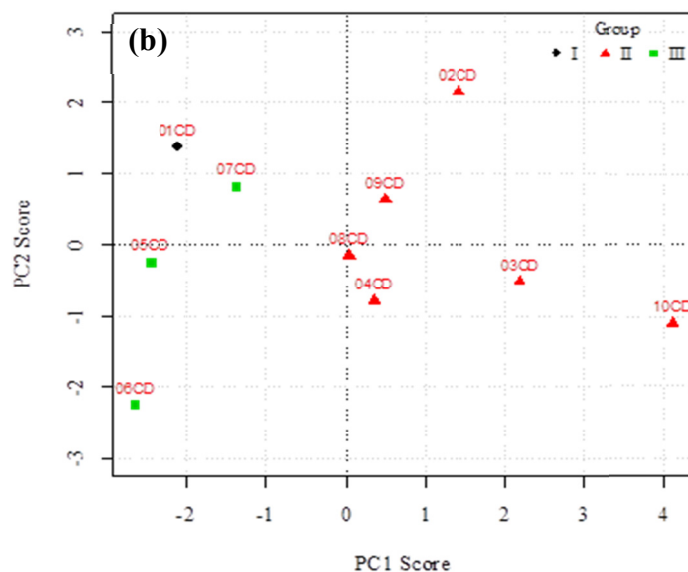 (b)
Group
I II III
02CD
01CD
07CD
09CD
08CD
05CD
04CD
03CD
10CD
06CD
3
2
1
0
-1
-2
-3
PC2 Score
-2 -1 0 1 2 3 4
PC1 Score